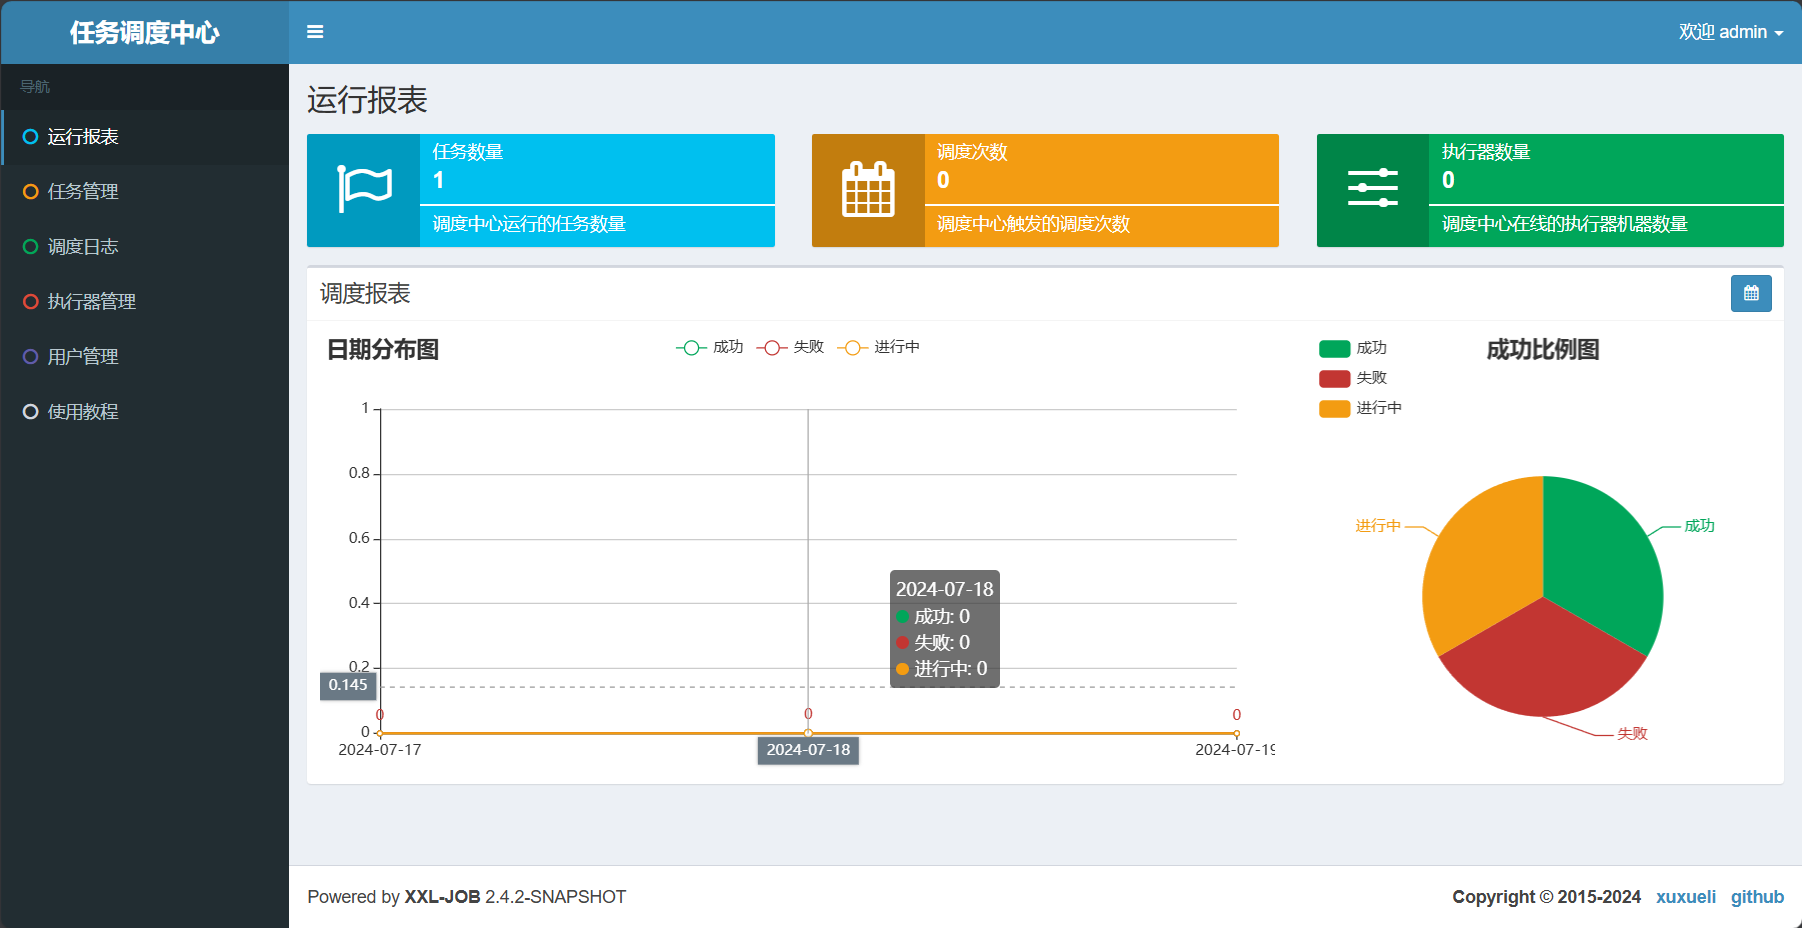 任务调度中心
欢迎 admin
导航
运行报表
任务管理
调度日志
执行器管理
用户管理
使用教程
运行报表
任务数量
1
调度中心运行的任务数量
调度次数
0
调度中心触发的调度次数
执行器数量
0
调度中心在线的执行器机器数量
调度报表
日期分布图
成功 失败 进行中
1
0.8
0.6
0.4
0.2
0.145
0
0 0 0
2024-07-17 2024-07-18 2024-07-19
2024-07-18
成功: 0
失败: 0
进行中: 0
成功
失败
进行中
成功比例图
进行中
成功
失败
Powered by XXL-JOB 2.4.2-SNAPSHOT
Copyright © 2015-2024 xuxueli github